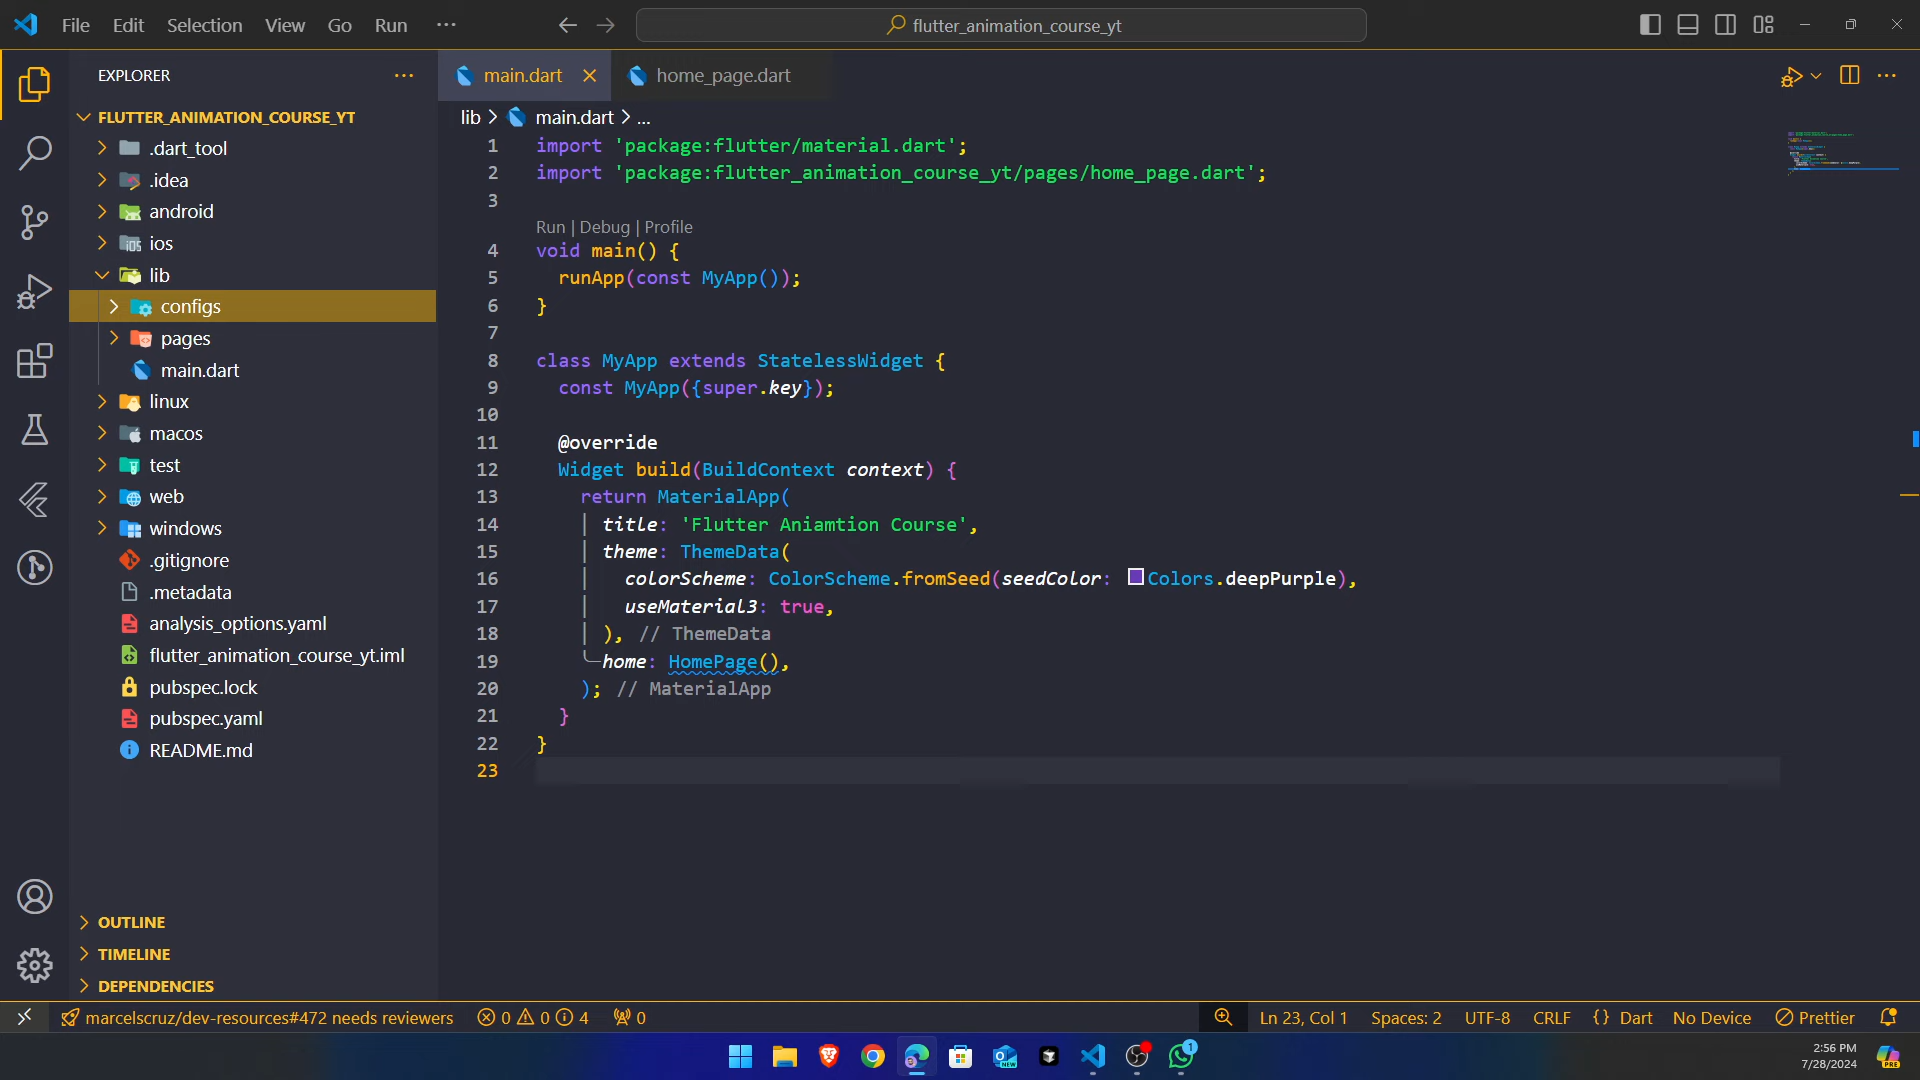 File Edit Selection View Go Run ...
flutter_animation_course_yt
EXPLORER
FLUTTER_ANIMATION_COURSE_YT
.dart_tool
.idea
android
ios
lib
configs
pages
main.dart
linux
macos
test
web
windows
.gitignore
.metadata
analysis_options.yaml
flutter_animation_course_yt.iml
pubspec.lock
pubspec.yaml
README.md
OUTLINE
TIMELINE
DEPENDENCIES
main.dart home_page.dart
lib > main.dart > ...
1 import 'package:flutter/material.dart';
2 import 'package:flutter_animation_course_yt/pages/home_page.dart';
3
Run | Debug | Profile
4 void main() {
5 runApp(const MyApp());
6 }
7
8 class MyApp extends StatelessWidget {
9 const MyApp({super.key});
10
11 @override
12 Widget build(BuildContext context) {
13 return MaterialApp(
14 title: 'Flutter Aniamtion Course',
15 theme: ThemeData(
16 colorScheme: ColorScheme.fromSeed(seedColor: Colors.deepPurple),
17 useMaterial3: true,
18 ), // ThemeData
19 home: HomePage(),
20 ); // MaterialApp
21 }
22 }
23
marcelscruz/dev-resources#472 needs reviewers 0 0 4 0 Ln 23, Col 1 Spaces: 2 UTF-8 CRLF {} Dart No Device Prettier
2:56 PM
7/28/2024